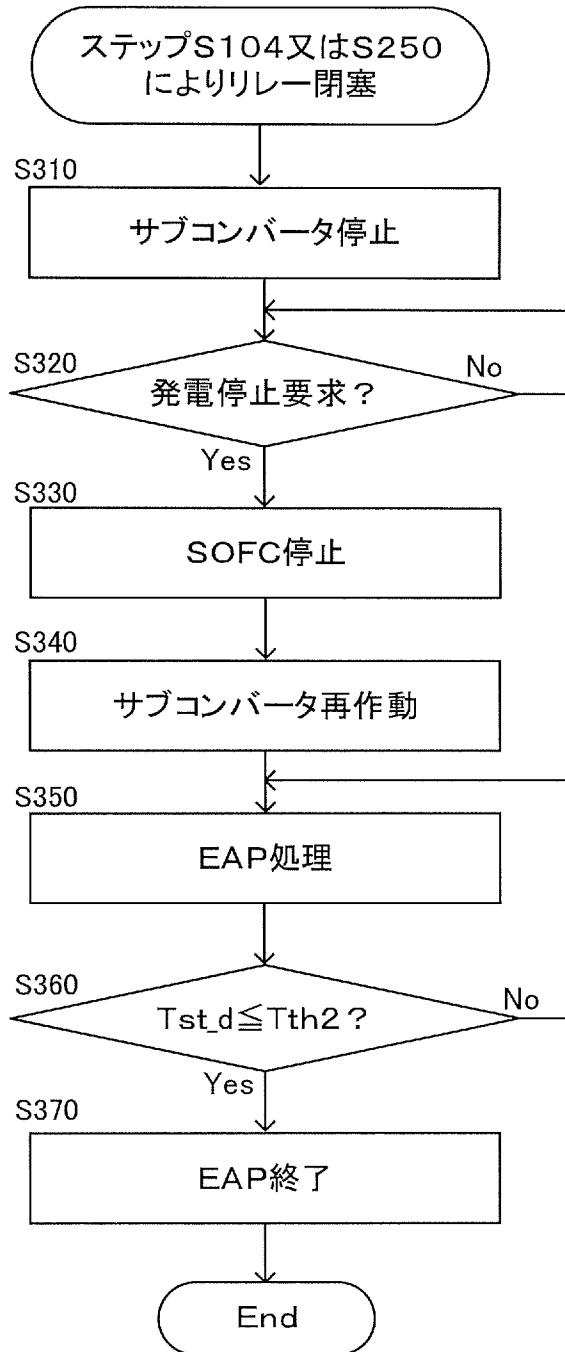 ステップS104又はS250
によりリレー閉塞
S310
サブコンバータ停止
S320
発電停止要求？
No
Yes
S330
SOFC停止
S340
サブコンバータ再作動
S350
EAP処理
S360
Tst_d≦Tth2？
No
Yes
S370
EAP終了
End